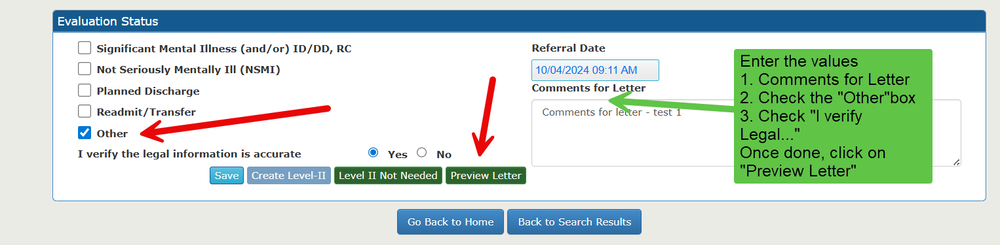 Evaluation Status
Significant Mental Illness (and/or) ID/DD, RC
Not Seriously Mentally Ill (NSMI)
Planned Discharge
Readmit/Transfer
Other
I verify the legal information is accurate
Yes
No
Save
Create Level-II
Level II Not Needed
Preview Letter
Referral Date
10/04/2024 09:11 AM
Comments for Letter
Comments for letter - test 1
Enter the values
1. Comments for Letter
2. Check the "Other"box
3. Check "I verify
Legal..."
Once done, click on
"Preview Letter"
Go Back to Home
Back to Search Results